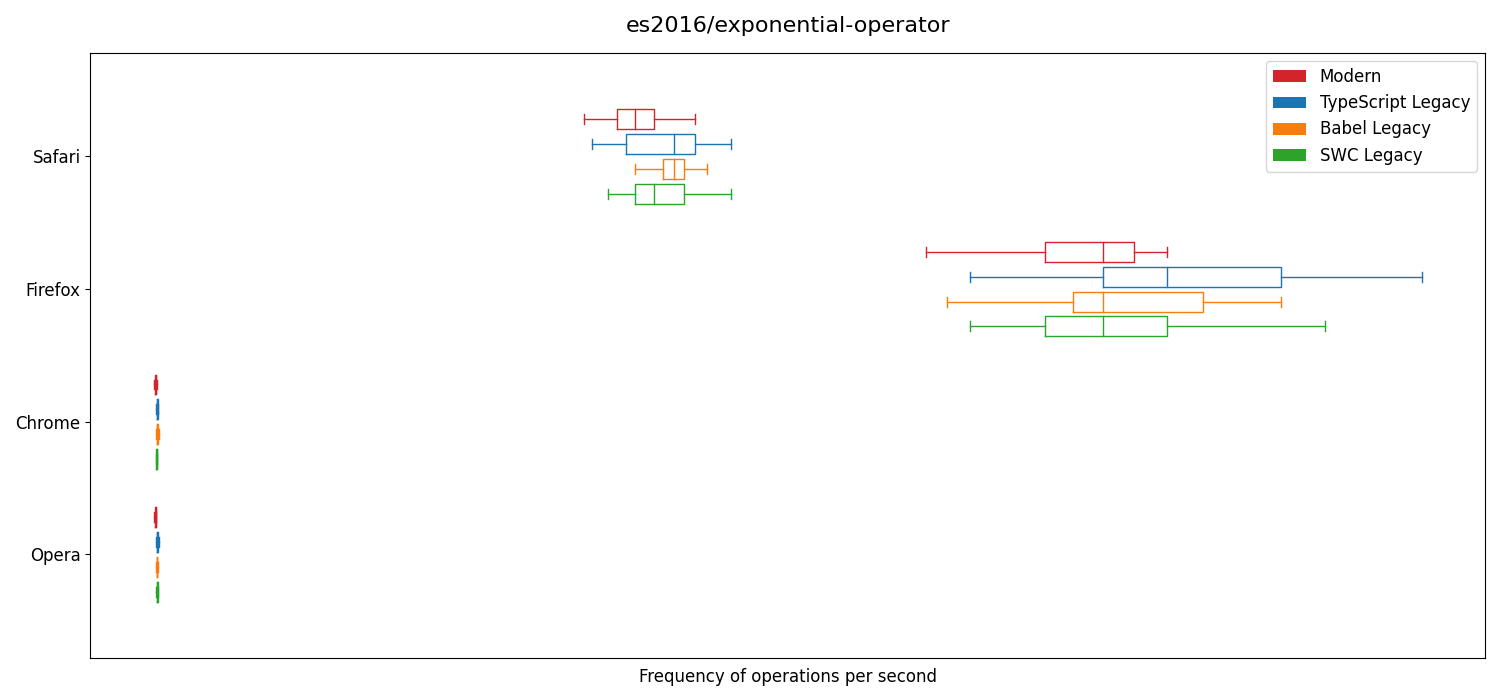 es2016/exponential-operator
Modern
TypeScript Legacy
Babel Legacy
SWC Legacy
Safari
Firefox
Chrome
Opera
Frequency of operations per second